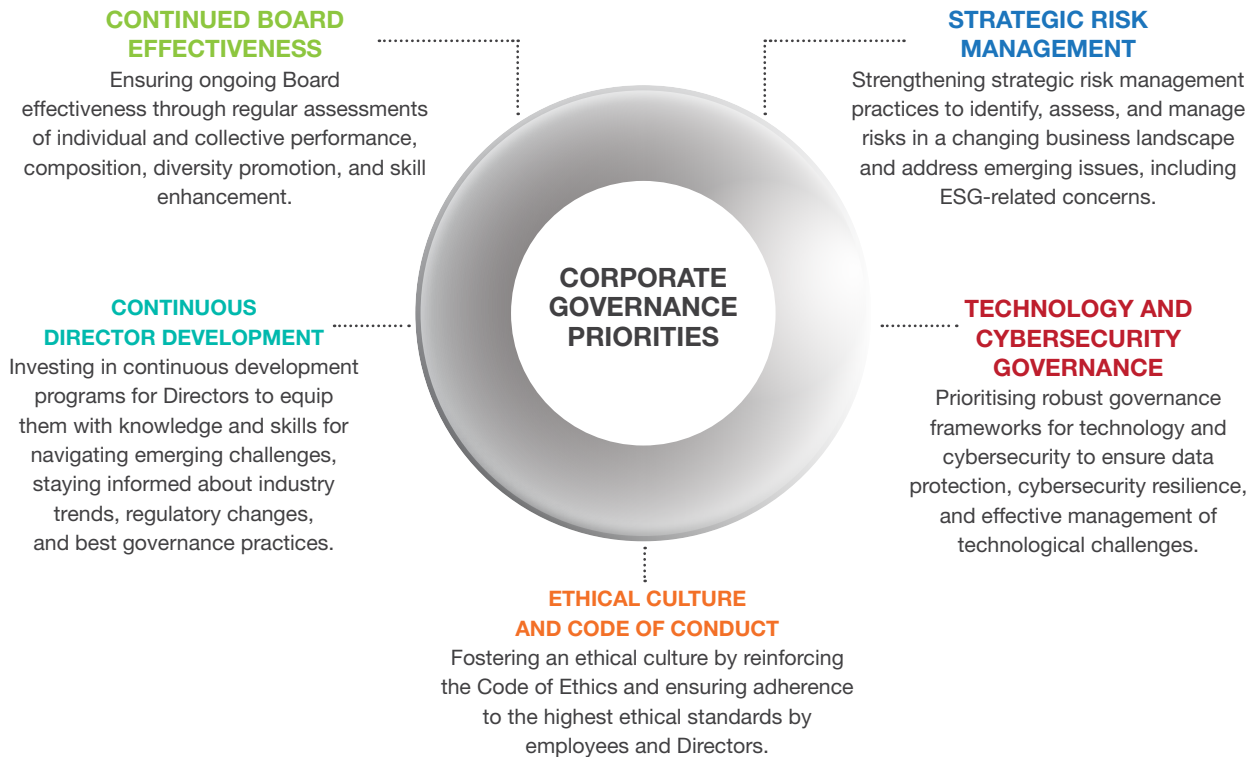 CONTINUED BOARD
EFFECTIVENESS
Ensuring ongoing Board
effectiveness through regular assessments
of individual and collective performance,
composition, diversity promotion, and skill
enhancement.
STRATEGIC RISK
MANAGEMENT
Strengthening strategic risk management
practices to identify, assess, and manage
risks in a changing business landscape
and address emerging issues, including
ESG-related concerns.
CORPORATE
GOVERNANCE
PRIORITIES
CONTINUOUS
DIRECTOR DEVELOPMENT
Investing in continuous development
programs for Directors to equip
them with knowledge and skills for
navigating emerging challenges,
staying informed about industry
trends, regulatory changes,
and best governance practices.
TECHNOLOGY AND
CYBERSECURITY
GOVERNANCE
Prioritising robust governance
frameworks for technology and
cybersecurity to ensure data
protection, cybersecurity resilience,
and effective management of
technological challenges.
ETHICAL CULTURE
AND CODE OF CONDUCT
Fostering an ethical culture by reinforcing
the Code of Ethics and ensuring adherence
to the highest ethical standards by
employees and Directors.